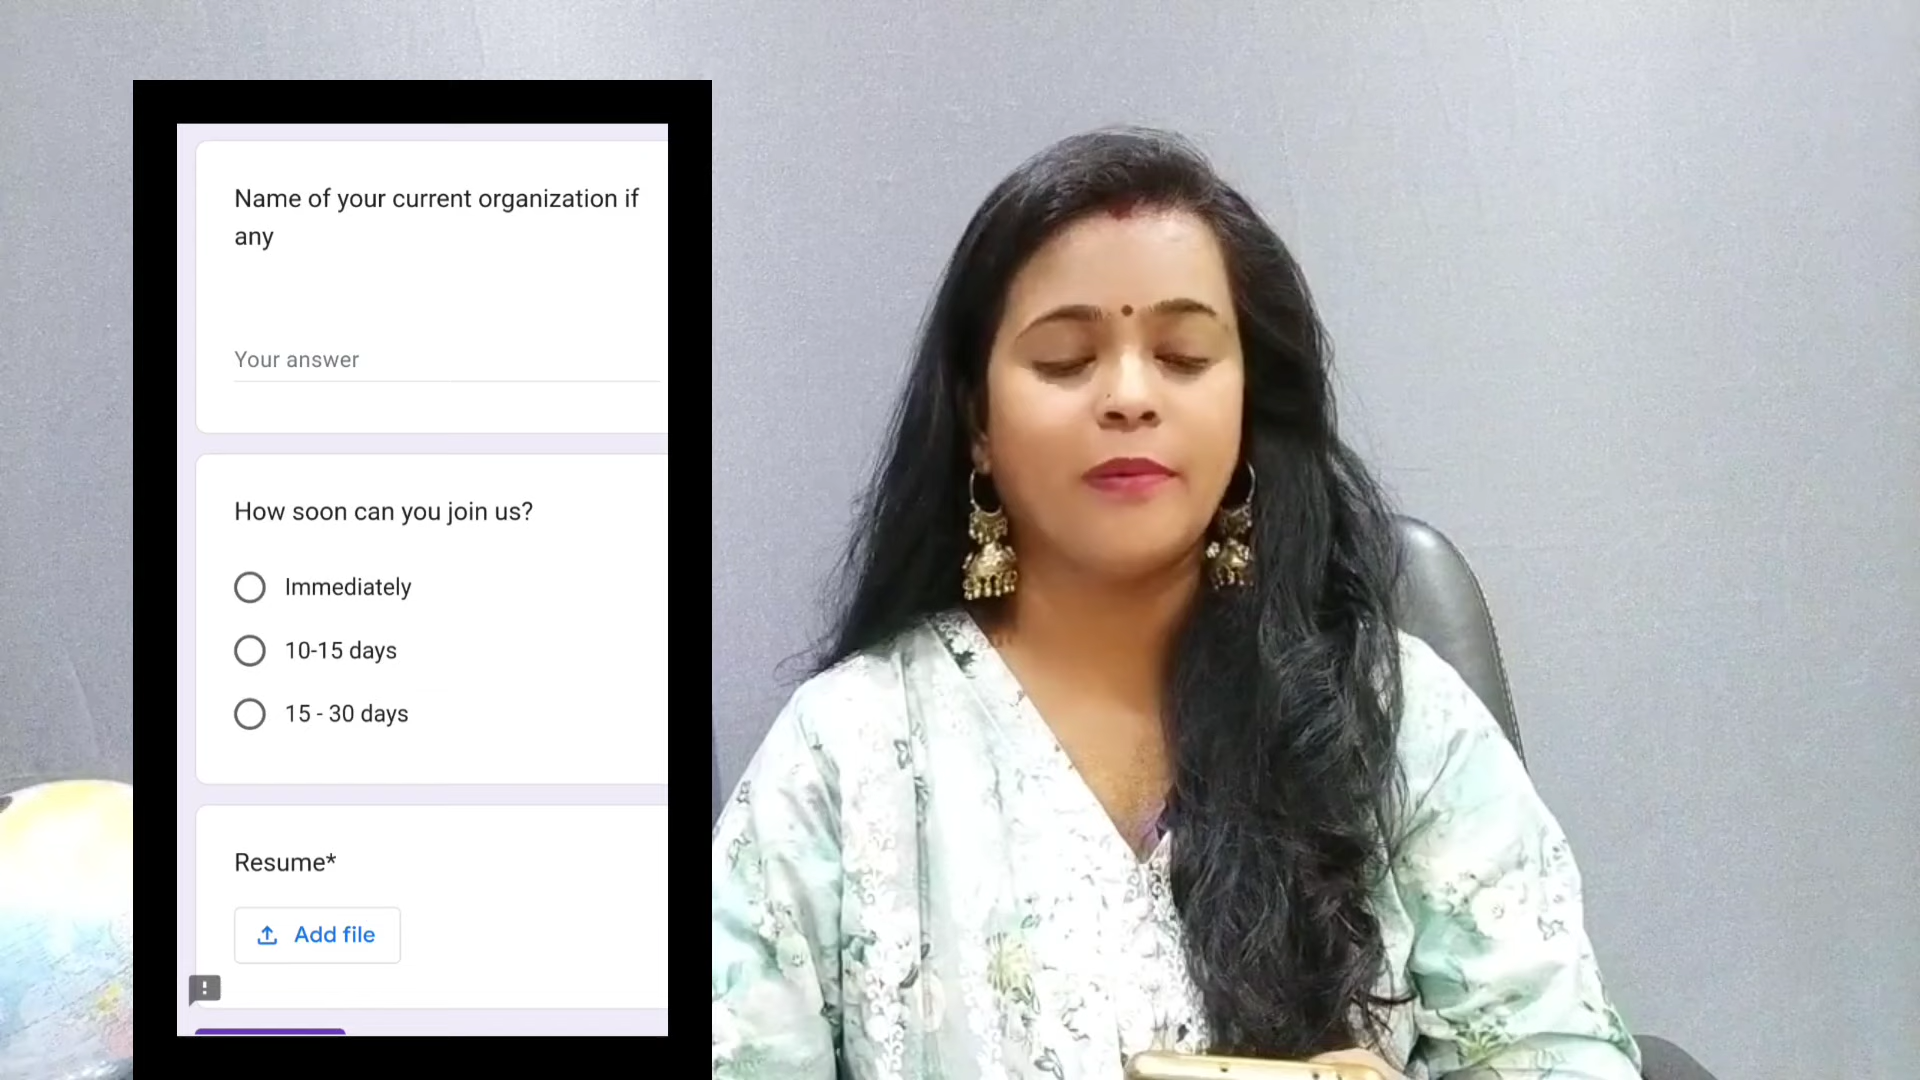 Name of your current organization if
any
Your answer
How soon can you join us?
Immediately
10-15 days
15 - 30 days
Resume*
Add file